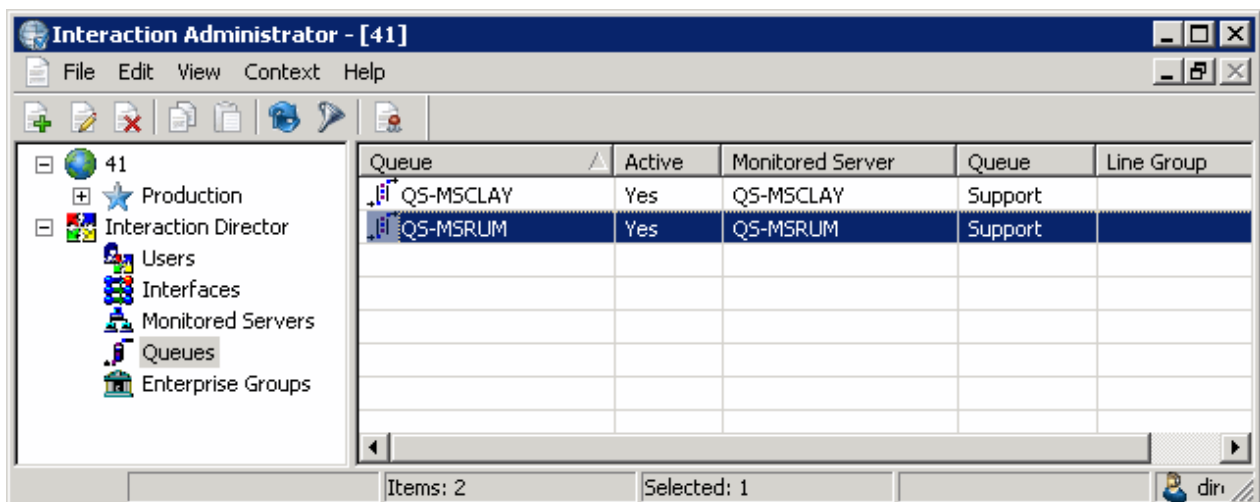 Interaction Administrator - [41]
File Edit View Context Help
41
Production
Interaction Director
Users
Interfaces
Monitored Servers
Queues
Enterprise Groups
Queue Active Monitored Server Queue Line Group
QS-MSCLAY Yes QS-MSCLAY Support
QS-MSRUM Yes QS-MSRUM Support
Items: 2 Selected: 1